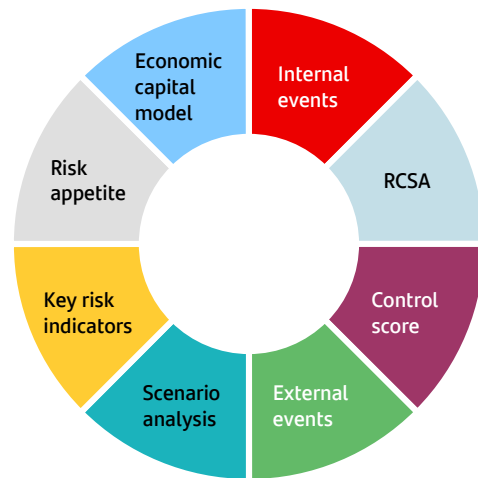 Economic
capital
model
Internal
events
RCSA
Control
score
External
events
Scenario
analysis
Key risk
indicators
Risk
appetite